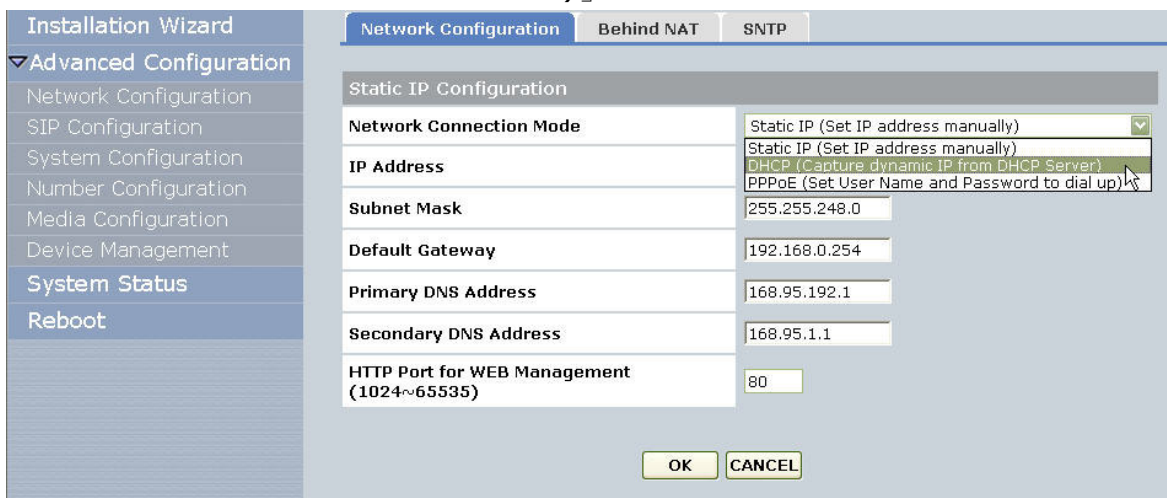 Installation Wizard
Advanced Configuration
Network Configuration
SIP Configuration
System Configuration
Number Configuration
Media Configuration
Device Management
System Status
Reboot
Network Configuration
Behind NAT
SNTP
Static IP Configuration
Network Connection Mode
Static IP (Set IP address manually)
Static IP (Set IP address manually)
DHCP (Capture dynamic IP from DHCP Server)
PPPoE (Set User Name and Password to dial up)
IP Address
Subnet Mask
255.255.248.0
Default Gateway
192.168.0.254
Primary DNS Address
168.95.192.1
Secondary DNS Address
168.95.1.1
HTTP Port for WEB Management
(1024~65535)
80
OK
CANCEL